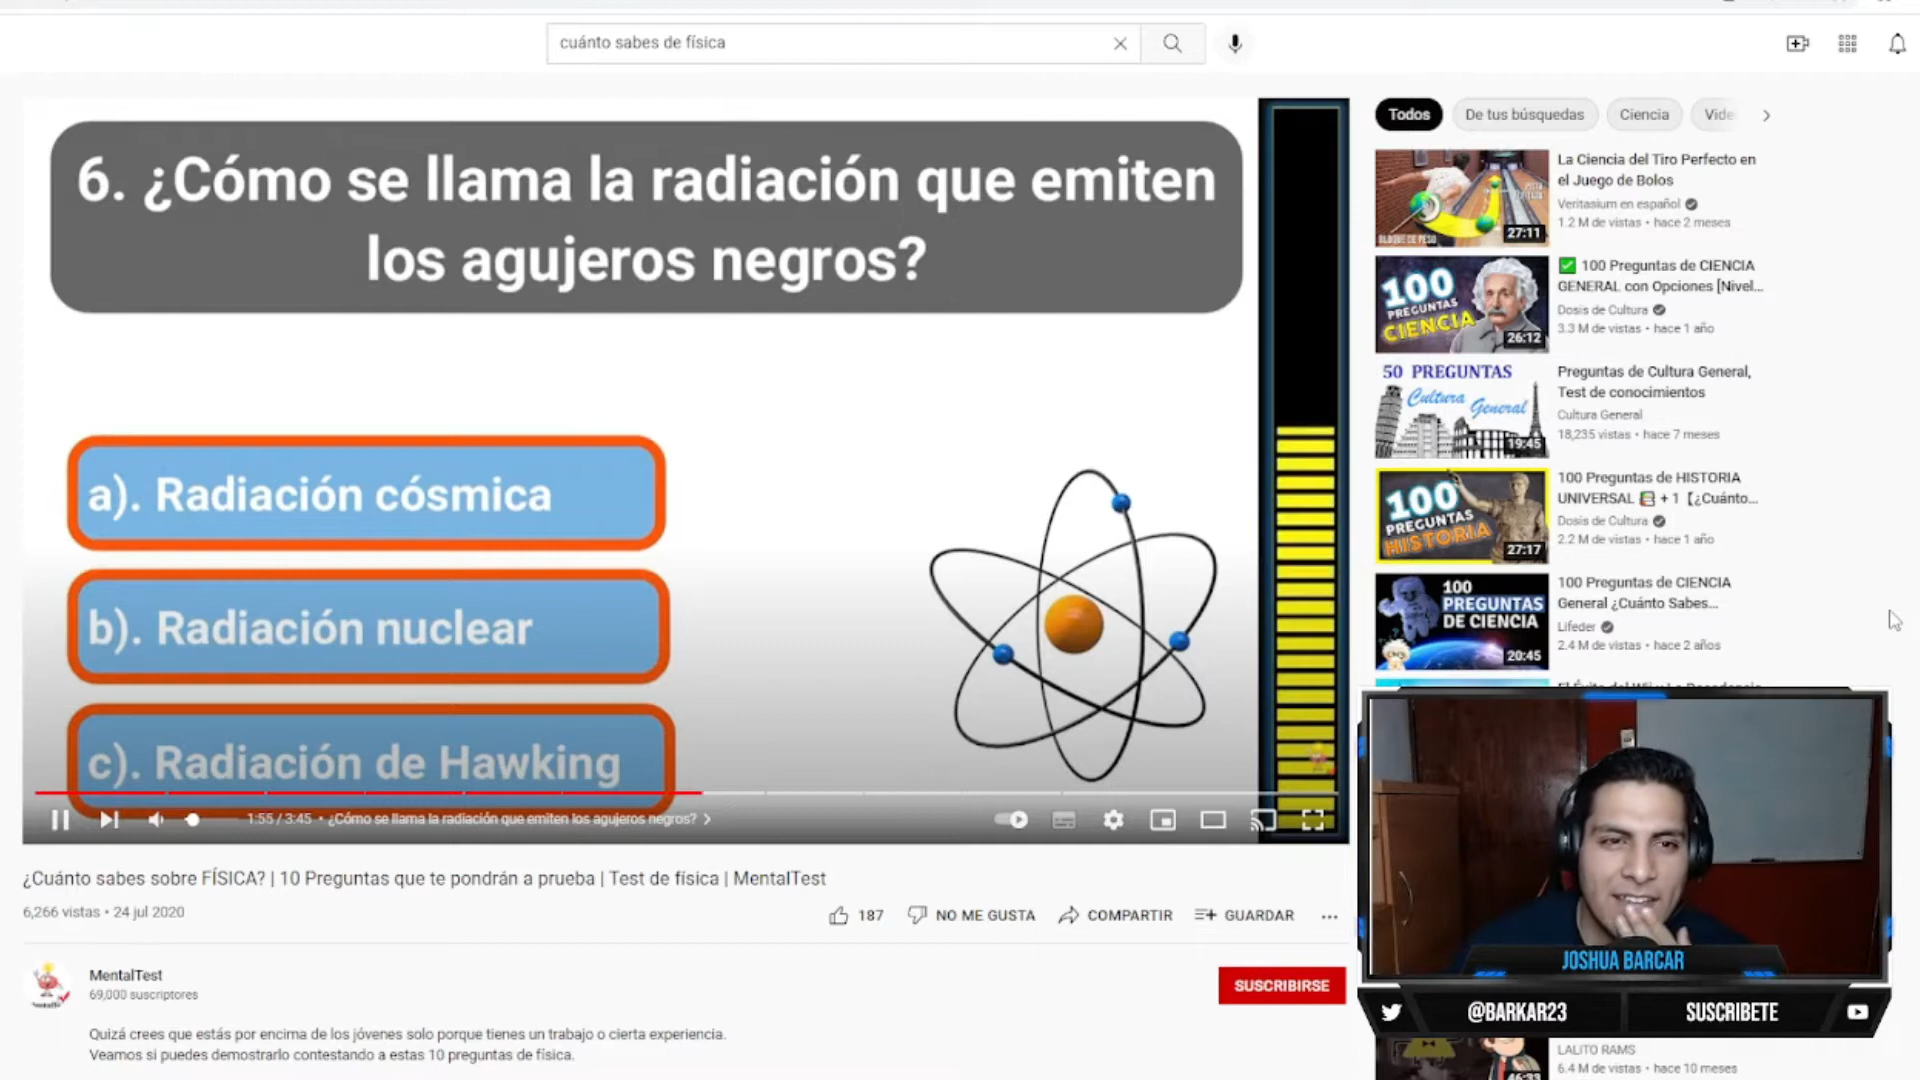 cuánto sabes de física
6. ¿Cómo se llama la radiación que emiten
los agujeros negros?
a). Radiación cósmica
b). Radiación nuclear
c). Radiación de Hawking
1:55 / 3:45 • ¿Cómo se llama la radiación que emiten los agujeros negros?
¿Cuánto sabes sobre FÍSICA? | 10 Preguntas que te pondrán a prueba | Test de física | MentalTest
6,266 vistas • 24 jul 2020
187
NO ME GUSTA
COMPARTIR
GUARDAR
MentalTest
69,000 suscriptores
SUSCRIBIRSE
Quizá crees que estás por encima de los jóvenes solo porque tienes un trabajo o cierta experiencia.
Veamos si puedes demostrarlo contestando a estas 10 preguntas de física.
Todos
De tus búsquedas
Ciencia
Vide
BLOQUE DE PESO
27:11
La Ciencia del Tiro Perfecto en
el Juego de Bolos
Veritasium en español
1.2 M de vistas • hace 2 meses
100
PREGUNTAS
CIENCIA
26:12
✅ 100 Preguntas de CIENCIA
GENERAL con Opciones [Nivel...
Dosis de Cultura
3.3 M de vistas • hace 1 año
50 PREGUNTAS
Cultura
General
19:45
Preguntas de Cultura General,
Test de conocimientos
Cultura General
18,235 vistas • hace 7 meses
100
PREGUNTAS
HISTORIA
27:17
100 Preguntas de HISTORIA
UNIVERSAL 📚 + 1【¿Cuánto...
Dosis de Cultura
2.2 M de vistas • hace 1 año
100
PREGUNTAS
DE CIENCIA
20:45
100 Preguntas de CIENCIA
General ¿Cuánto Sabes...
Lifeder
2.4 M de vistas • hace 2 años
JOSHUA BARCAR
@BARKAR23
SUSCRIBETE
LALITO RAMS
6.4 M de vistas • hace 10 meses
46:33